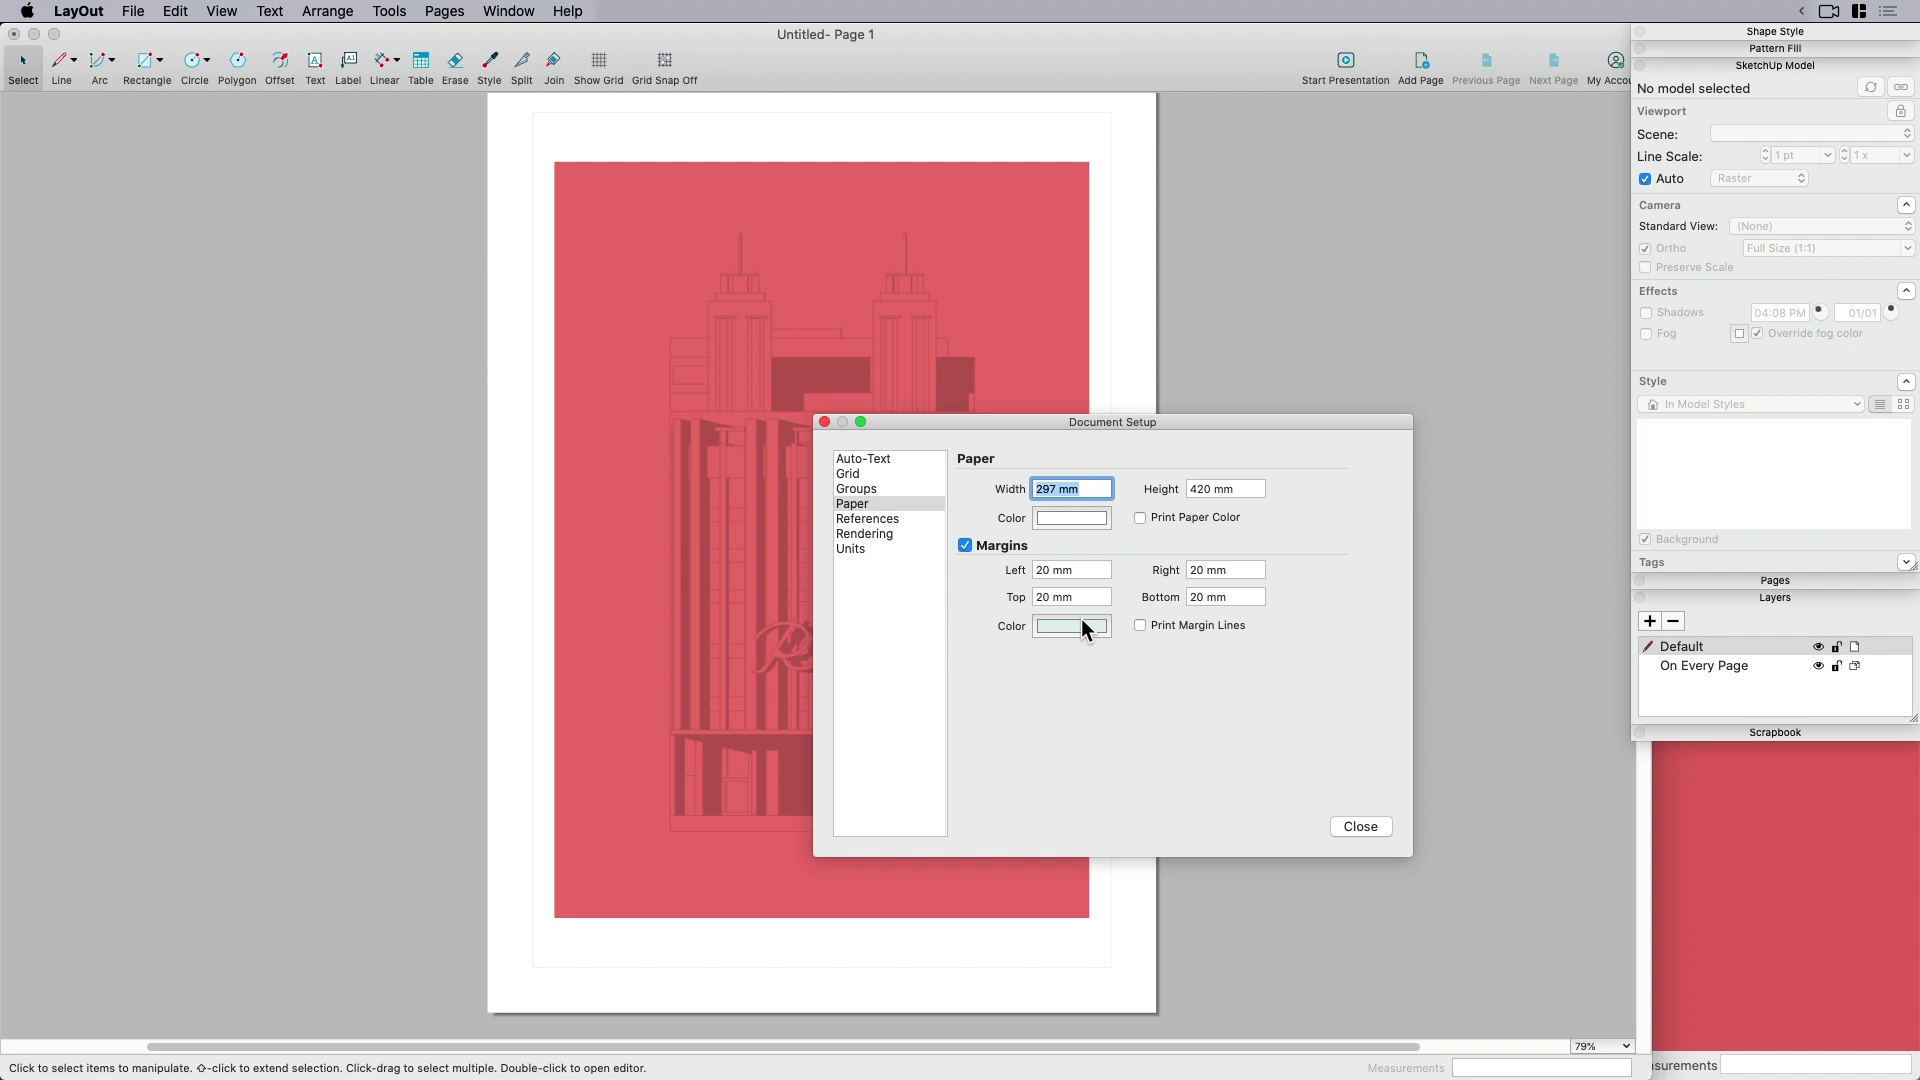 LayOut File Edit View Text Arrange Tools Pages Window Help
Untitled- Page 1
Select Line Arc Rectangle Circle Polygon Offset Text Label Linear Table Erase Style Split Join Show Grid Grid Snap Off
Start Presentation Add Page Previous Page Next Page My Accou
Shape Style
Pattern Fill
SketchUp Model
No model selected
Viewport
Scene:
Line Scale: 1 pt 1 x
Auto Raster
Camera
Standard View: (None)
Ortho Full Size (1:1)
Preserve Scale
Effects
Shadows 04:08 PM 01/01
Fog Override fog color
Style
In Model Styles
Background
Tags
Pages
Layers
Default
On Every Page
Scrapbook
Document Setup
Auto-Text
Grid
Groups
Paper
References
Rendering
Units
Paper
Width 297 mm Height 420 mm
Color Print Paper Color
Margins
Left 20 mm Right 20 mm
Top 20 mm Bottom 20 mm
Color Print Margin Lines
Close
79%
Click to select items to manipulate. ⇧-click to extend selection. Click-drag to select multiple. Double-click to open editor.
Measurements
surements